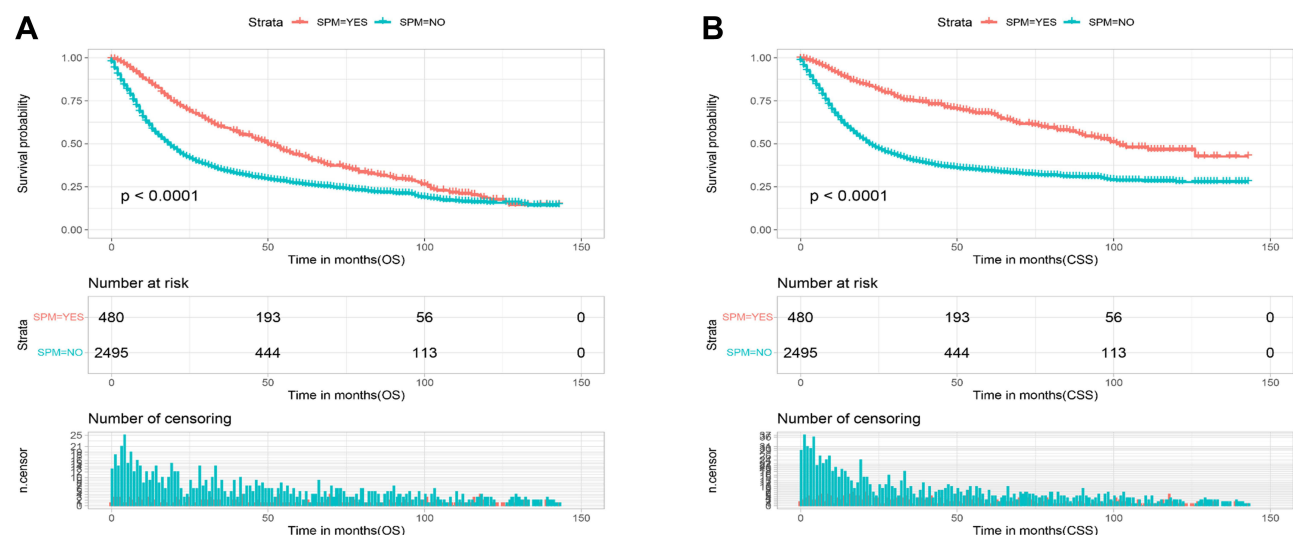 A
Strata SPM=YES SPM=NO
Survival probability
1.00
0.75
0.50
0.25
0.00
p < 0.0001
0 50 100 150
Time in months(OS)
Number at risk
Strata
SPM=YES 480 193 56 0
SPM=NO 2495 444 113 0
0 50 100 150
Time in months(OS)
Number of censoring
n.censor
25
21
0
0 50 100 150
Time in months(OS)
B
Strata SPM=YES SPM=NO
Survival probability
1.00
0.75
0.50
0.25
0.00
p < 0.0001
0 50 100 150
Time in months(CSS)
Number at risk
Strata
SPM=YES 480 193 56 0
SPM=NO 2495 444 113 0
0 50 100 150
Time in months(CSS)
Number of censoring
n.censor
0
0 50 100 150
Time in months(CSS)